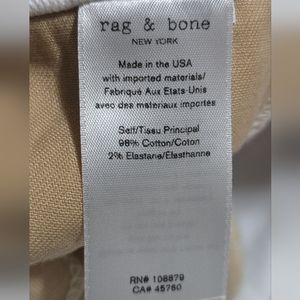 rag & bone
NEW YORK
Made in the USA
with imported materials/
Fabriqué Aux Etats-Unis
avec des materiaux importés
Self/Tissu Principal
98% Cotton/Coton
2% Elastane/Elasthanne
RN# 108879
CA# 45760